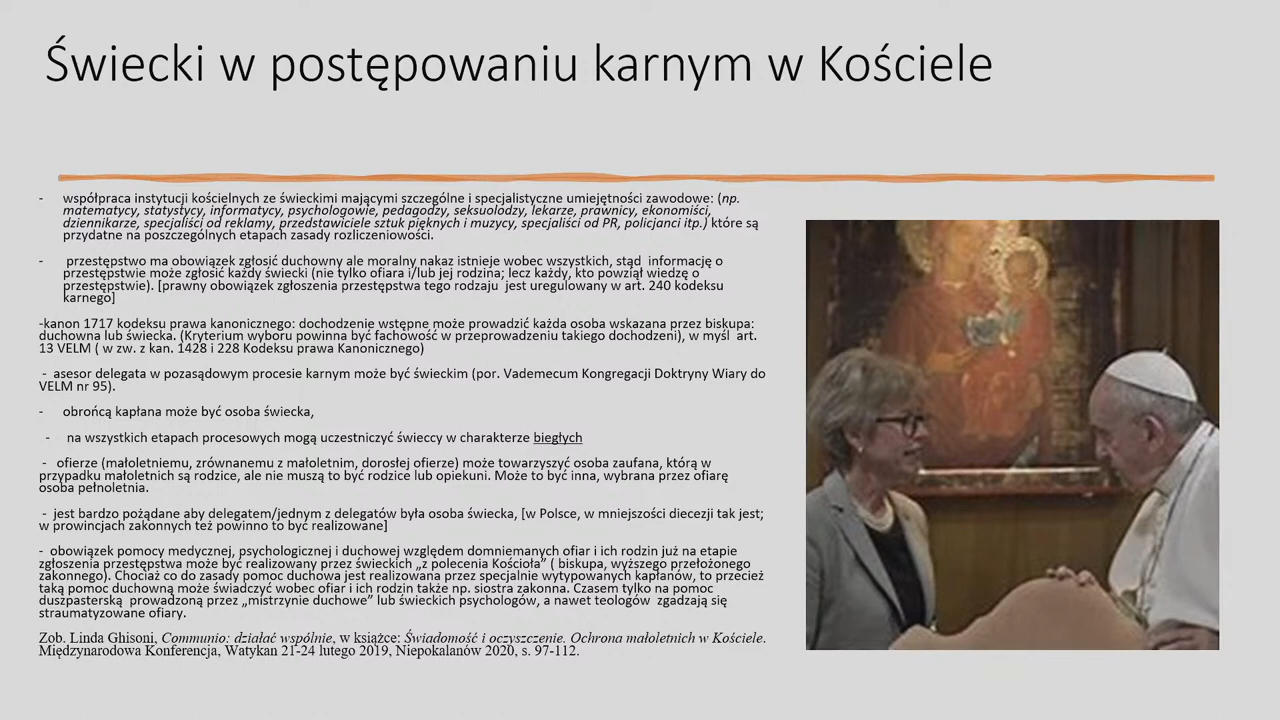 Świecki w postępowaniu karnym w Kościele
- współpraca instytucji kościelnych ze świeckimi mającymi szczególne i specjalistyczne umiejętności zawodowe: (np.
matematycy, statystycy, informatycy, psychologowie, pedagodzy, seksuolodzy, lekarze, prawnicy, ekonomiści,
dziennikarze, specjaliści od reklamy, przedstawiciele sztuk pięknych i muzycy, specjaliści od PR, policjanci itp.) które są
przydatne na poszczególnych etapach zasady rozliczeniowości.
- przestępstwo ma obowiązek zgłosić duchowny ale moralny nakaz istnieje wobec wszystkich, stąd informację o
przestępstwie może zgłosić każdy świecki (nie tylko ofiara i/lub jej rodzina; lecz każdy, kto powziął wiedzę o
przestępstwie). [prawny obowiązek zgłoszenia przestępstwa tego rodzaju jest uregulowany w art. 240 kodeksu
karnego]
-kanon 1717 kodeksu prawa kanonicznego: dochodzenie wstępne może prowadzić każda osoba wskazana przez biskupa:
duchowna lub świecka. (Kryterium wyboru powinna być fachowość w przeprowadzeniu takiego dochodzeni), w myśl art.
13 VELM ( w zw. z kan. 1428 i 228 Kodeksu prawa Kanonicznego)
- asesor delegata w pozasądowym procesie karnym może być świeckim (por. Vademecum Kongregacji Doktryny Wiary do
VELM nr 95).
- obrońcą kapłana może być osoba świecka,
- na wszystkich etapach procesowych mogą uczestniczyć świeccy w charakterze biegłych
- ofierze (małoletniemu, zrównanemu z małoletnim, dorosłej ofierze) może towarzyszyć osoba zaufana, którą w
przypadku małoletnich są rodzice, ale nie muszą to być rodzice lub opiekuni. Może to być inna, wybrana przez ofiarę
osoba pełnoletnia.
- jest bardzo pożądane aby delegatem/jednym z delegatów była osoba świecka, [w Polsce, w mniejszości diecezji tak jest;
w prowincjach zakonnych też powinno to być realizowane]
- obowiązek pomocy medycznej, psychologicznej i duchowej względem domniemanych ofiar i ich rodzin już na etapie
zgłoszenia przestępstwa może być realizowany przez świeckich „z polecenia Kościoła” ( biskupa, wyższego przełożonego
zakonnego). Chociaż co do zasady pomoc duchowa jest realizowana przez specjalnie wytypowanych kapłanów, to przecież
taką pomoc duchowną może świadczyć wobec ofiar i ich rodzin także np. siostra zakonna. Czasem tylko na pomoc
duszpasterską prowadzoną przez „mistrzynie duchowe” lub świeckich psychologów, a nawet teologów zgadzają się
straumatyzowane ofiary.
Zob. Linda Ghisoni, Communio: działać wspólnie, w książce: Świadomość i oczyszczenie. Ochrona małoletnich w Kościele.
Międzynarodowa Konferencja, Watykan 21-24 lutego 2019, Niepokalanów 2020, s. 97-112.